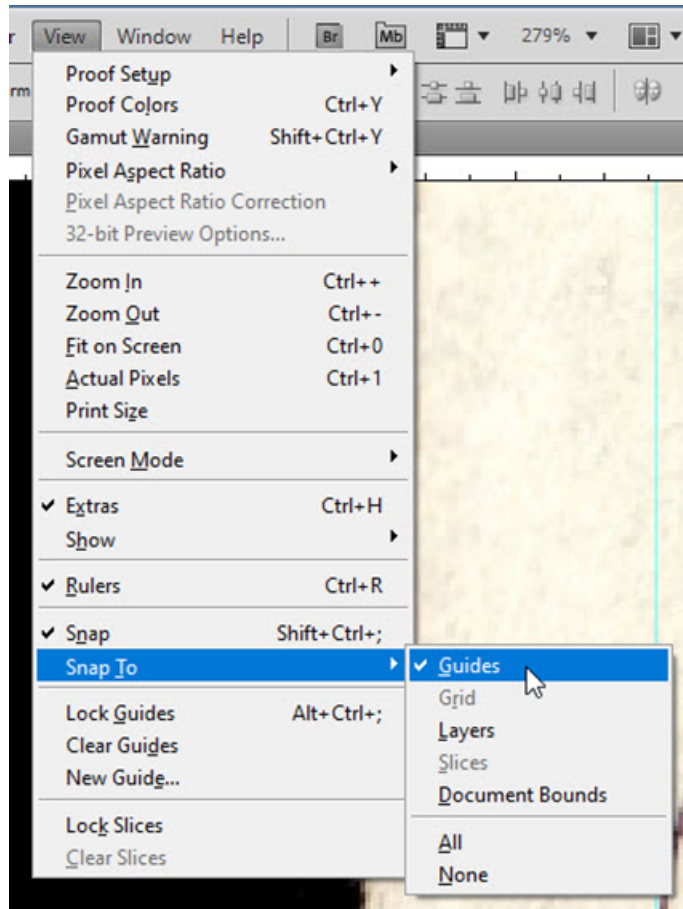 r View Window Help Br Mb 279%
rm
Proof Setup
Proof Colors Ctrl+Y
Gamut Warning Shift+Ctrl+Y
Pixel Aspect Ratio
Pixel Aspect Ratio Correction
32-bit Preview Options...
Zoom In Ctrl++
Zoom Out Ctrl+-
Fit on Screen Ctrl+0
Actual Pixels Ctrl+1
Print Size
Screen Mode
Extras Ctrl+H
Show
Rulers Ctrl+R
Snap Shift+Ctrl+;
Snap To
Lock Guides Alt+Ctrl+;
Clear Guides
New Guide...
Lock Slices
Clear Slices
Guides
Grid
Layers
Slices
Document Bounds
All
None